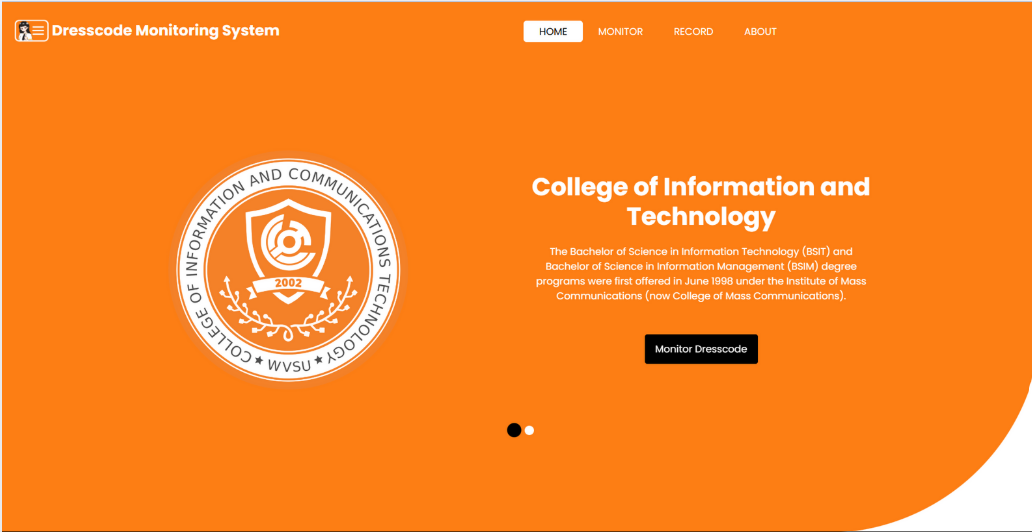 Dresscode Monitoring System
HOME MONITOR RECORD ABOUT
COLLEGE OF INFORMATION AND COMMUNICATIONS TECHNOLOGY
2002
★ WVSU ★
College of Information and
Technology
The Bachelor of Science in Information Technology (BSIT) and
Bachelor of Science in Information Management (BSIM) degree
programs were first offered in June 1998 under the Institute of Mass
Communications (now College of Mass Communications).
Monitor Dresscode